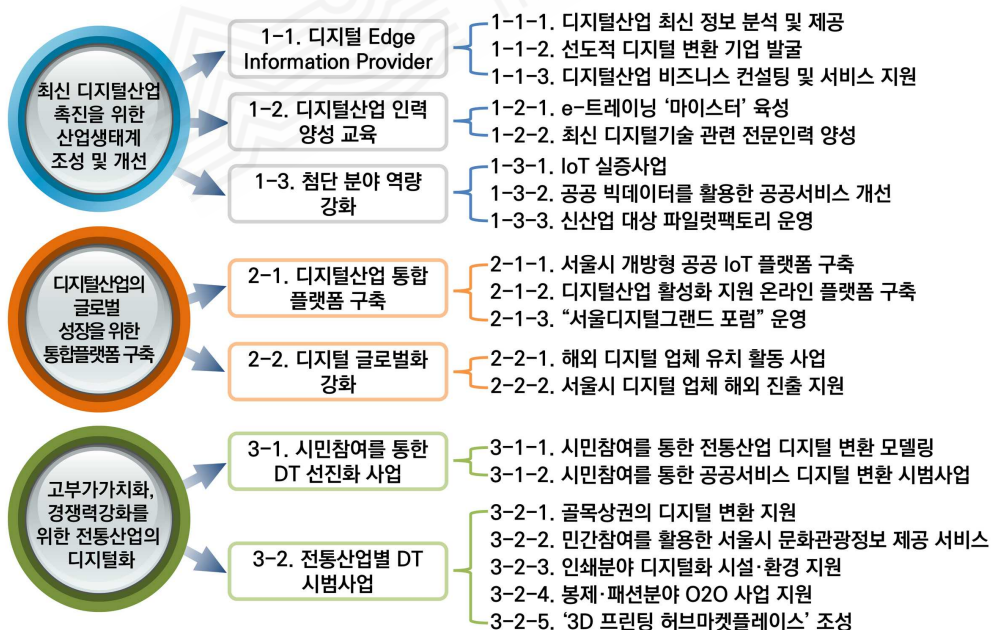 최신 디지털산업
촉진을 위한
산업생태계
조성 및 개선
1-1. 디지털 Edge
Information Provider
1-1-1. 디지털산업 최신 정보 분석 및 제공
1-1-2. 선도적 디지털 변환 기업 발굴
1-1-3. 디지털산업 비즈니스 컨설팅 및 서비스 지원
1-2. 디지털산업 인력
양성 교육
1-2-1. e-트레이닝 ‘마이스터’ 육성
1-2-2. 최신 디지털기술 관련 전문인력 양성
1-3. 첨단 분야 역량
강화
1-3-1. IoT 실증사업
1-3-2. 공공 빅데이터를 활용한 공공서비스 개선
1-3-3. 신산업 대상 파일럿팩토리 운영
디지털산업의
글로벌
성장을 위한
통합플랫폼 구축
2-1. 디지털산업 통합
플랫폼 구축
2-1-1. 서울시 개방형 공공 IoT 플랫폼 구축
2-1-2. 디지털산업 활성화 지원 온라인 플랫폼 구축
2-1-3. “서울디지털그랜드 포럼” 운영
2-2. 디지털 글로벌화
강화
2-2-1. 해외 디지털 업체 유치 활동 사업
2-2-2. 서울시 디지털 업체 해외 진출 지원
고부가가치화,
경쟁력강화를
위한 전통산업의
디지털화
3-1. 시민참여를 통한
DT 선진화 사업
3-1-1. 시민참여를 통한 전통산업 디지털 변환 모델링
3-1-2. 시민참여를 통한 공공서비스 디지털 변환 시범사업
3-2. 전통산업별 DT
시범사업
3-2-1. 골목상권의 디지털 변환 지원
3-2-2. 민간참여를 활용한 서울시 문화관광정보 제공 서비스
3-2-3. 인쇄분야 디지털화 시설·환경 지원
3-2-4. 봉제·패션분야 O2O 사업 지원
3-2-5. ‘3D 프린팅 허브마켓플레이스’ 조성